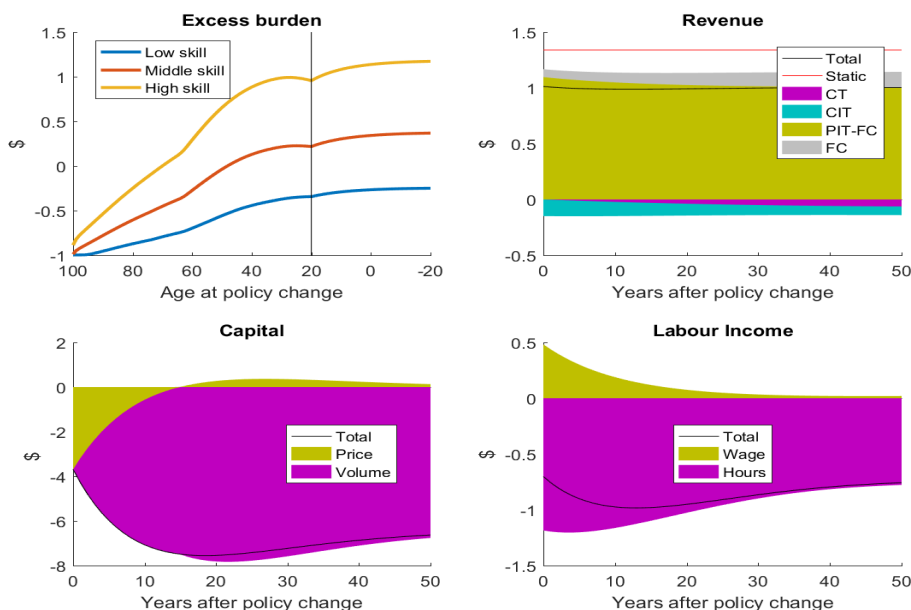 Excess burden
1.5
1
0.5
0
-0.5
-1
$
Low skill
Middle skill
High skill
100 80 60 40 20 0 -20
Age at policy change
Revenue
1.5
1
0.5
0
-0.5
$
Total
Static
CT
CIT
PIT-FC
FC
0 10 20 30 40 50
Years after policy change
Capital
2
0
-2
-4
-6
-8
$
Total
Price
Volume
0 10 20 30 40 50
Years after policy change
Labour Income
0.5
0
-0.5
-1
-1.5
$
Total
Wage
Hours
0 10 20 30 40 50
Years after policy change